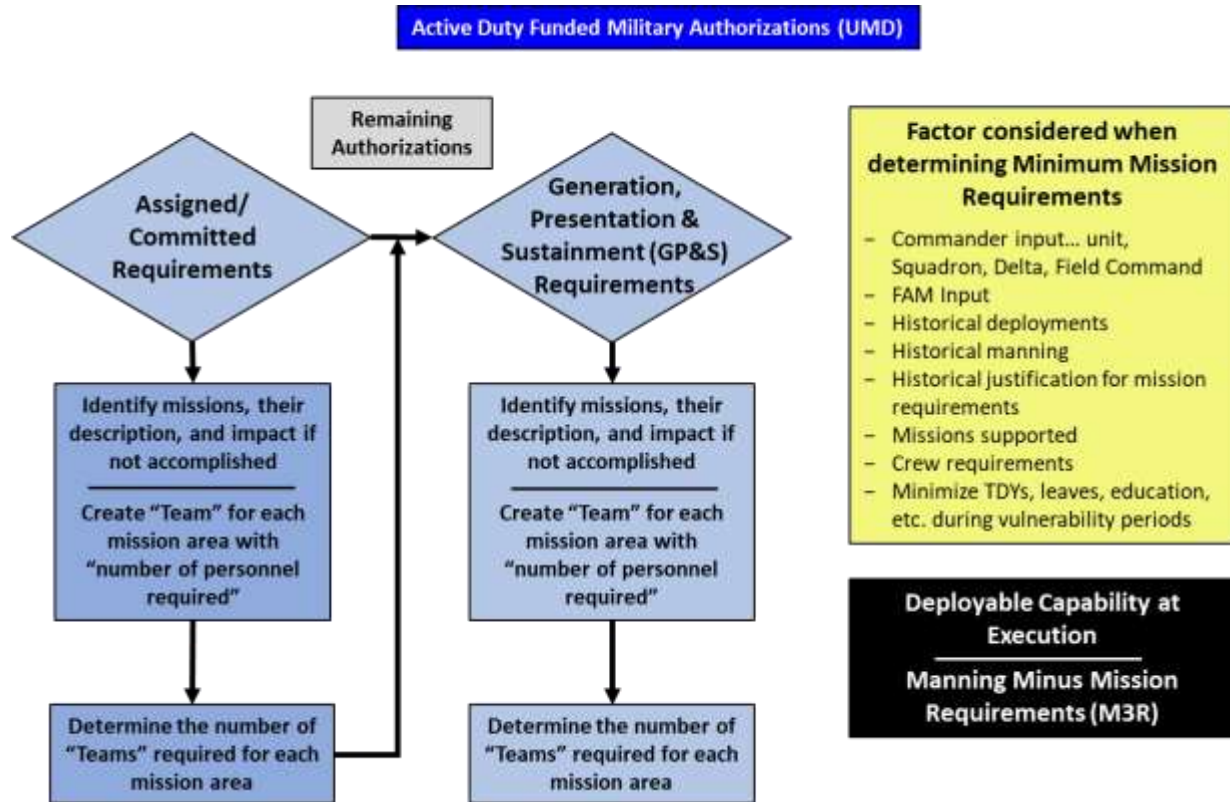 Active Duty Funded Military Authorizations (UMD)
Remaining
Authorizations
Assigned/
Committed
Requirements
Generation,
Presentation &
Sustainment (GP&S)
Requirements
Identify missions, their
description, and impact if
not accomplished
Create “Team” for each
mission area with
“number of personnel
required”
Determine the number of
“Teams” required for each
mission area
Identify missions, their
description, and impact if
not accomplished
Create “Team” for each
mission area with
“number of personnel
required”
Determine the number of
“Teams” required for each
mission area
Factor considered when
determining Minimum Mission
Requirements
– Commander input... unit,
Squadron, Delta, Field Command
– FAM Input
– Historical deployments
– Historical manning
– Historical justification for mission
requirements
– Missions supported
– Crew requirements
– Minimize TDYs, leaves, education,
etc. during vulnerability periods
Deployable Capability at
Execution
Manning Minus Mission
Requirements (M3R)